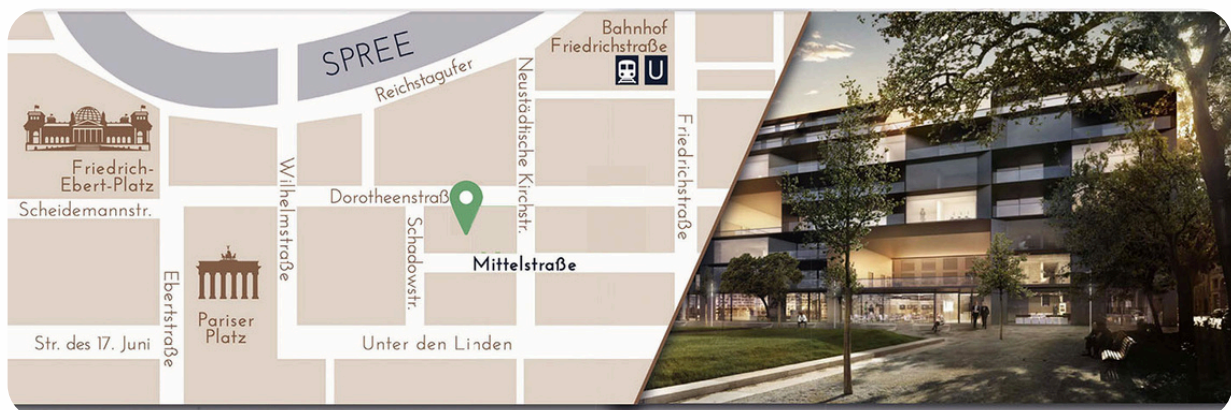 SPREE
Reichstagufer
Bahnhof
Friedrichstraße
U
Neustädtische Kirchstr.
Friedrichstraße
Friedrich-
Ebert-Platz
Scheidemannstr.
Wilhelmstraße
Dorotheenstraß
Schadowstr.
Mittelstraße
Ebertstraße
Pariser
Platz
Str. des 17. Juni
Unter den Linden